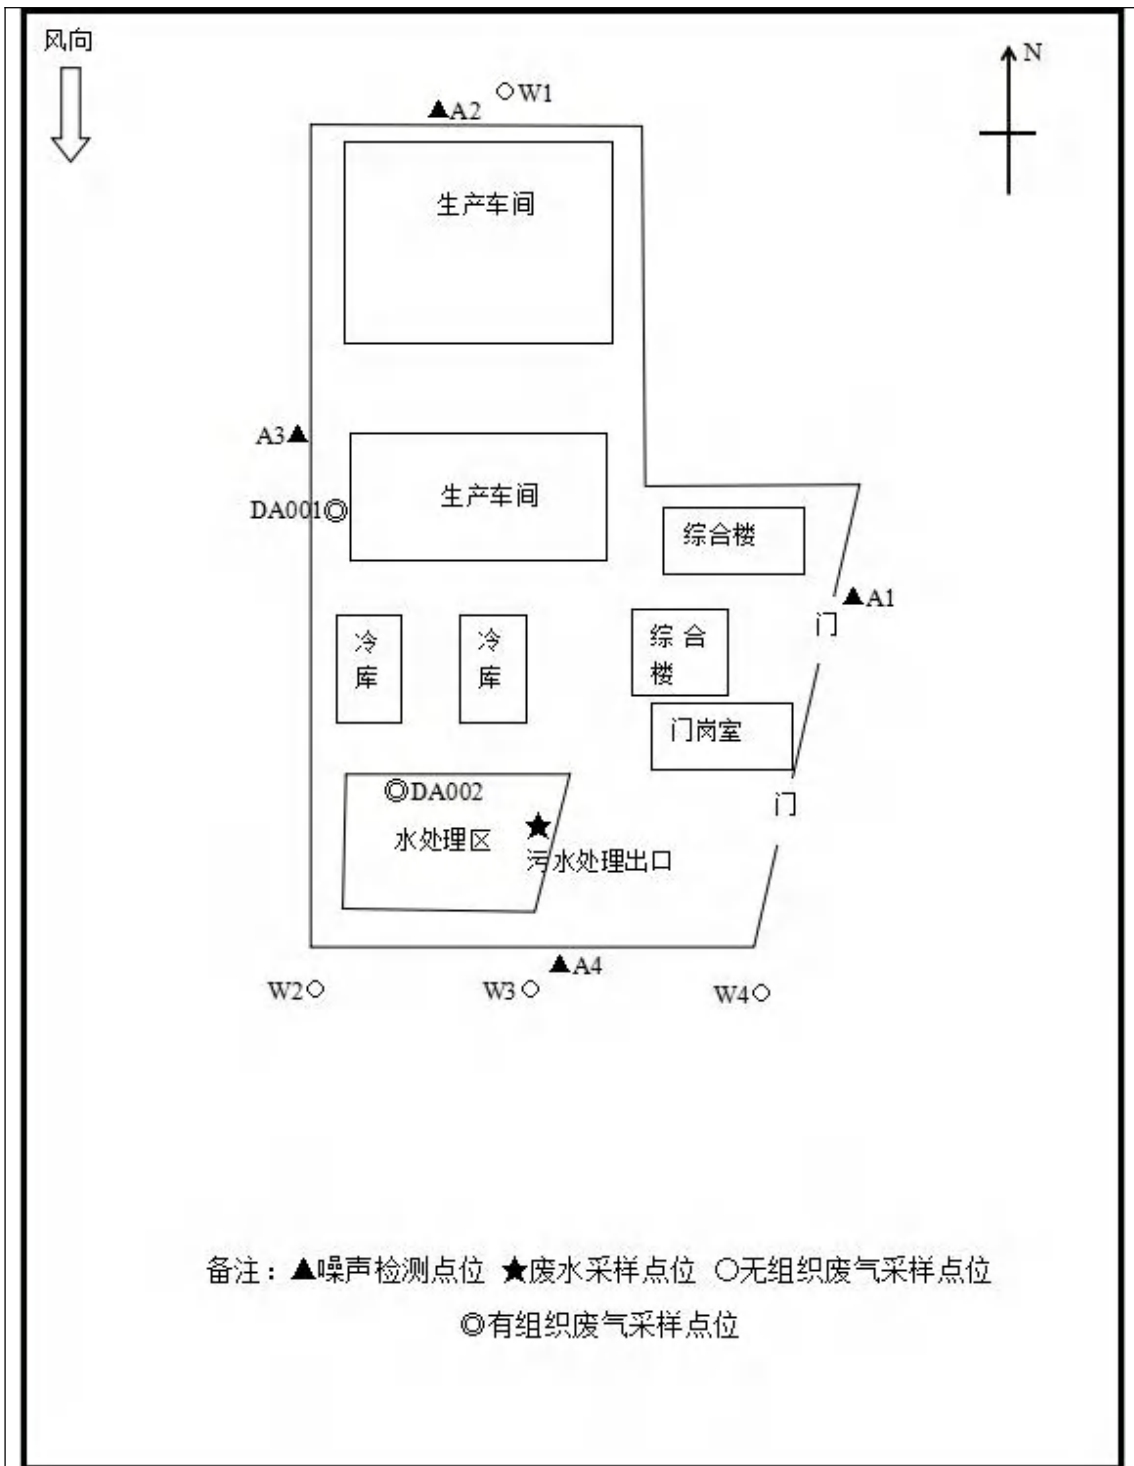 风向
N
W1
A2
生产车间
A3
生产车间
DA001
综合楼
A1
门
冷
库
冷
库
综 合
楼
门岗室
DA002
门
水处理区
污水处理出口
A4
W2
W3
W4
备注：▲噪声检测点位 ★废水采样点位 ○无组织废气采样点位
◎有组织废气采样点位